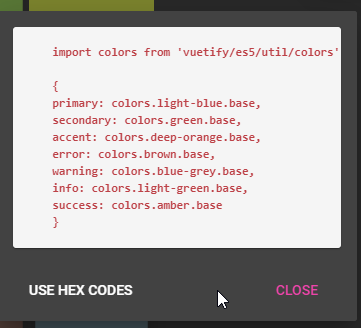 import colors from 'vuetify/es5/util/colors'
{
primary: colors.light-blue.base,
secondary: colors.green.base,
accent: colors.deep-orange.base,
error: colors.brown.base,
warning: colors.blue-grey.base,
info: colors.light-green.base,
success: colors.amber.base
}
USE HEX CODES
CLOSE